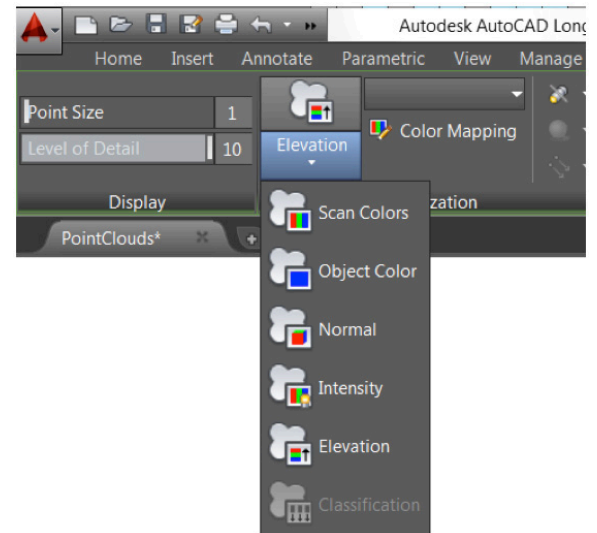 Autodesk AutoCAD Long
Home Insert Annotate Parametric View Manage
Point Size 1
Level of Detail 10
Elevation
Color Mapping
Display
zation
PointClouds*
Scan Colors
Object Color
Normal
Intensity
Elevation
Classification